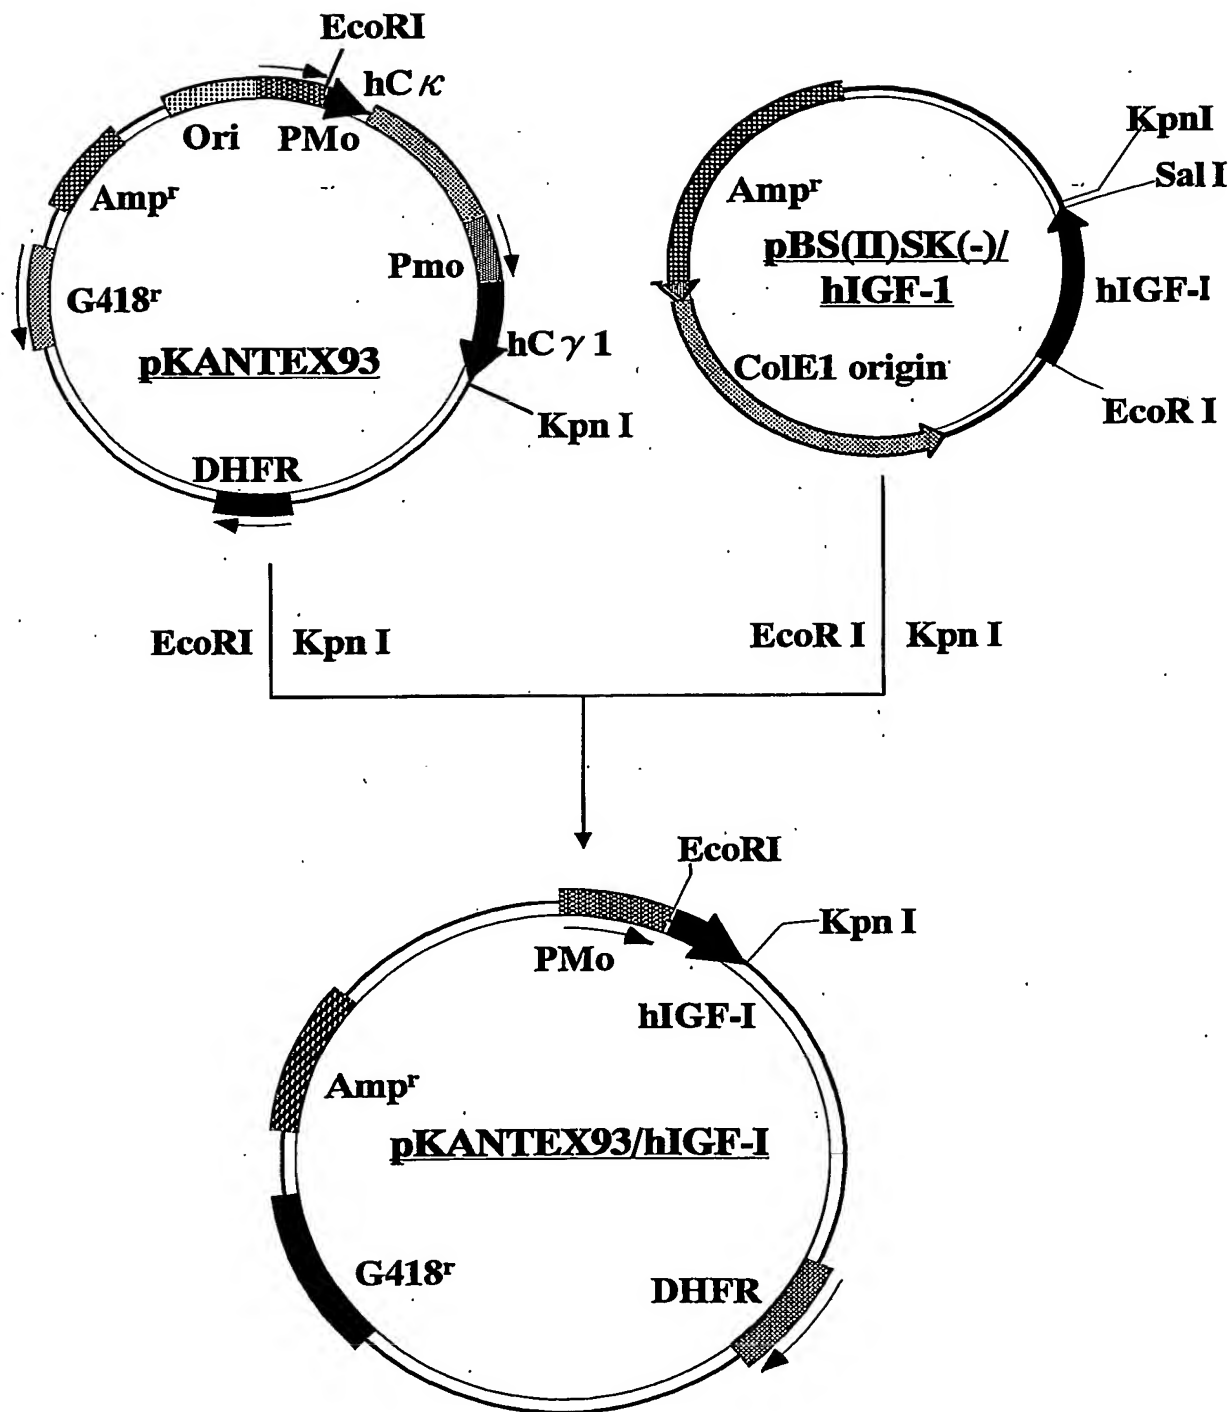 EcoRI
hCκ
Ori
PMo
Ampʳ
G418ʳ
Pmo
hCγ1
pKANTEX93
Kpn I
DHFR
KpnI
Sal I
Ampʳ
pBS(II)SK(-)/
hIGF-1
hIGF-I
ColE1 origin
EcoR I
EcoRI
Kpn I
EcoR I
Kpn I
EcoRI
Kpn I
PMo
hIGF-I
Ampʳ
pKANTEX93/hIGF-I
G418ʳ
DHFR